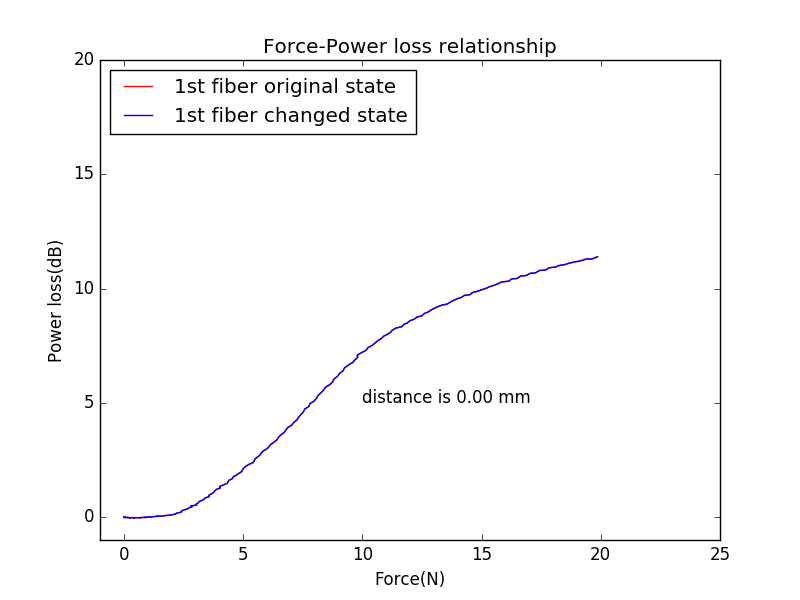 Force-Power loss relationship
20
1st fiber original state
1st fiber changed state
15
Power loss(dB)
10
distance is 0.00 mm
5
0
0 5 10 15 20 25
Force(N)